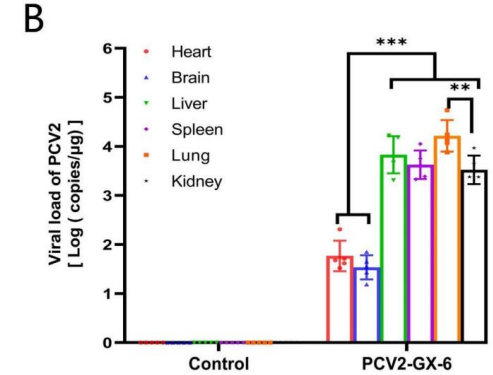 B
***
**
Heart
Brain
Liver
Spleen
Lung
Kidney
Viral load of PCV2
[ Log ( copies/μg) ]
6
5
4
3
2
1
0
Control
PCV2-GX-6